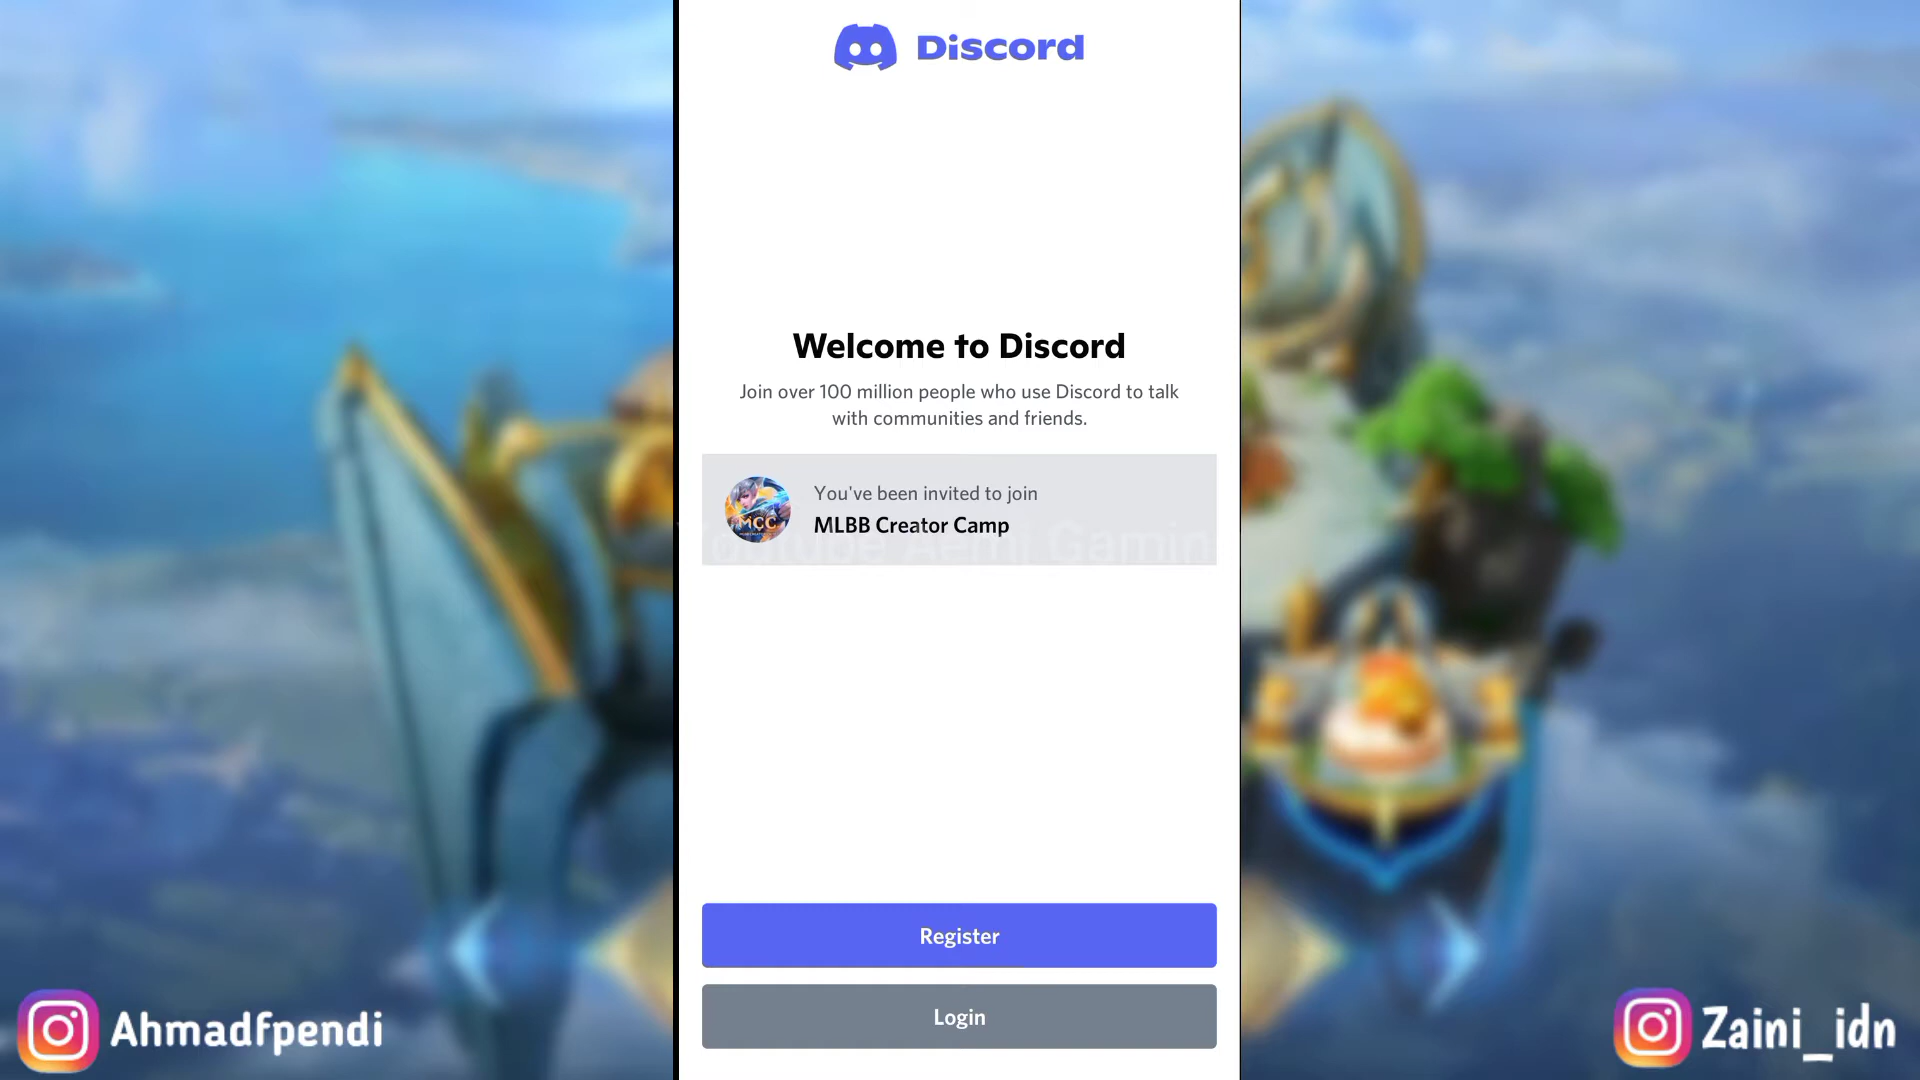 Discord
Welcome to Discord
Join over 100 million people who use Discord to talk
with communities and friends.
You've been invited to join
MCC
MLBB Creator Camp
Register
Login
Ahmadfpendi
Zaini_idn